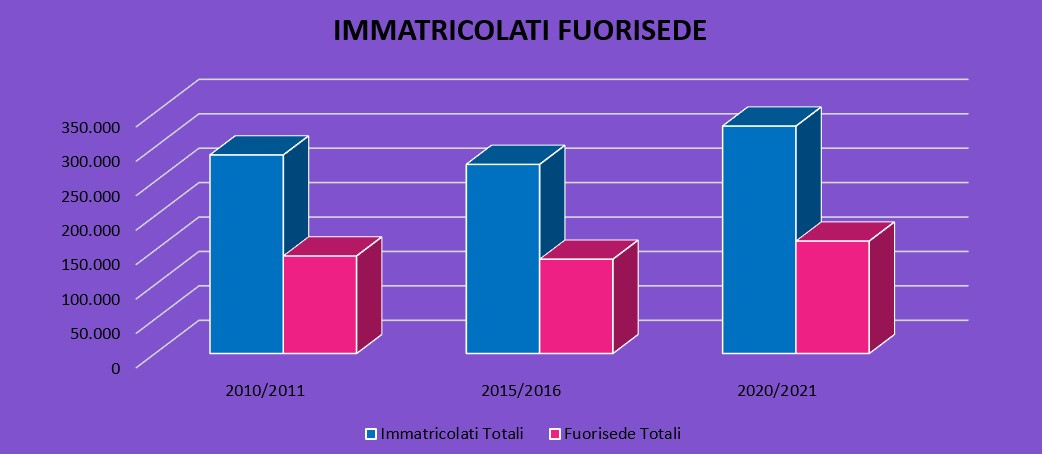 IMMATRICOLATI FUORISEDE
350.000
300.000
250.000
200.000
150.000
100.000
50.000
0
2010/2011 2015/2016 2020/2021
Immatricolati Totali Fuorisede Totali